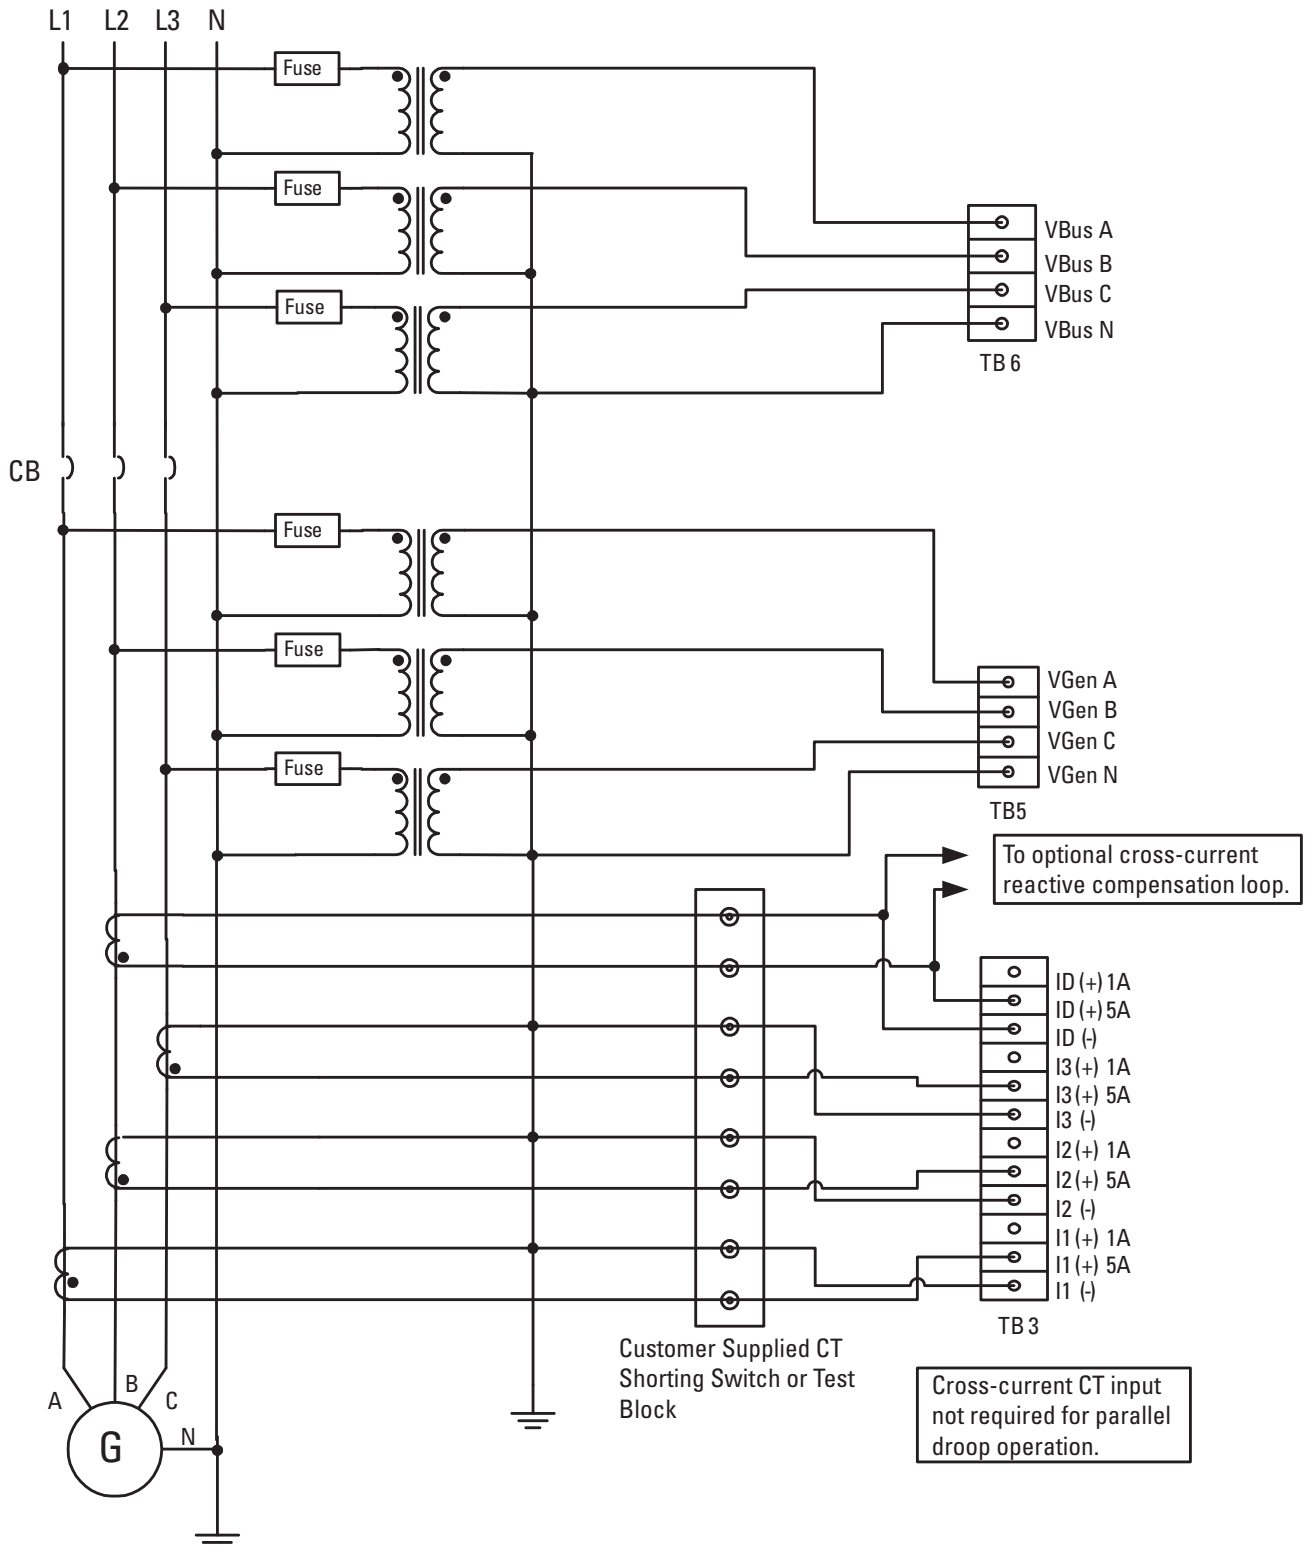 L1 L2 L3 N
Fuse
Fuse
Fuse
VBus A
VBus B
VBus C
VBus N
TB 6
CB
Fuse
Fuse
Fuse
VGen A
VGen B
VGen C
VGen N
TB5
To optional cross-current
reactive compensation loop.
ID (+) 1A
ID (+) 5A
ID (-)
I3 (+) 1A
I3 (+) 5A
I3 (-)
I2 (+) 1A
I2 (+) 5A
I2 (-)
I1 (+) 1A
I1 (+) 5A
I1 (-)
TB 3
Customer Supplied CT
Shorting Switch or Test
Block
Cross-current CT input
not required for parallel
droop operation.
A B C
G N